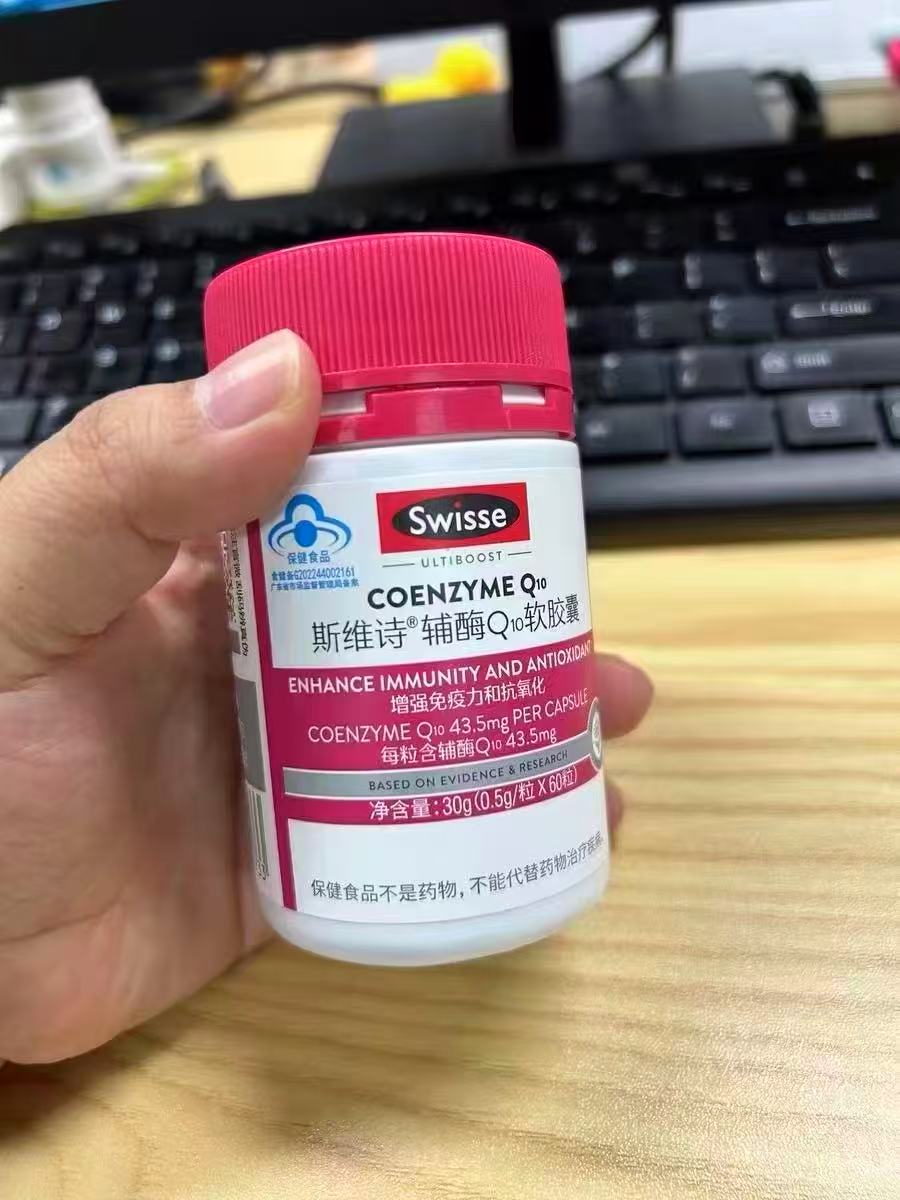 Swisse
ULTIBOOST
保健食品
食健备G202244002161
广东省市场监督管理局备案
COENZYME Q10
斯维诗®辅酶Q10软胶囊
ENHANCE IMMUNITY AND ANTIOXIDANT
增强免疫力和抗氧化
COENZYME Q10 43.5mg PER CAPSULE
每粒含辅酶Q10 43.5mg
BASED ON EVIDENCE & RESEARCH
净含量：30g(0.5g/粒 X 60粒)
保健食品不是药物，不能代替药物治疗疾病。